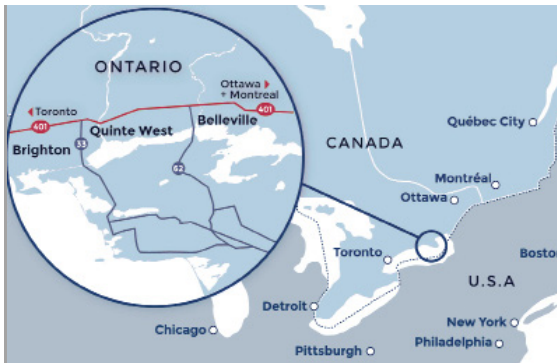 ONTARIO
Ottawa
+ Montreal
Toronto
401
401
Quinte West
Belleville
Brighton
33
62
CANADA
Québec City
Montréal
Ottawa
Toronto
Boston
U.S.A
Detroit
Chicago
New York
Philadelphia
Pittsburgh